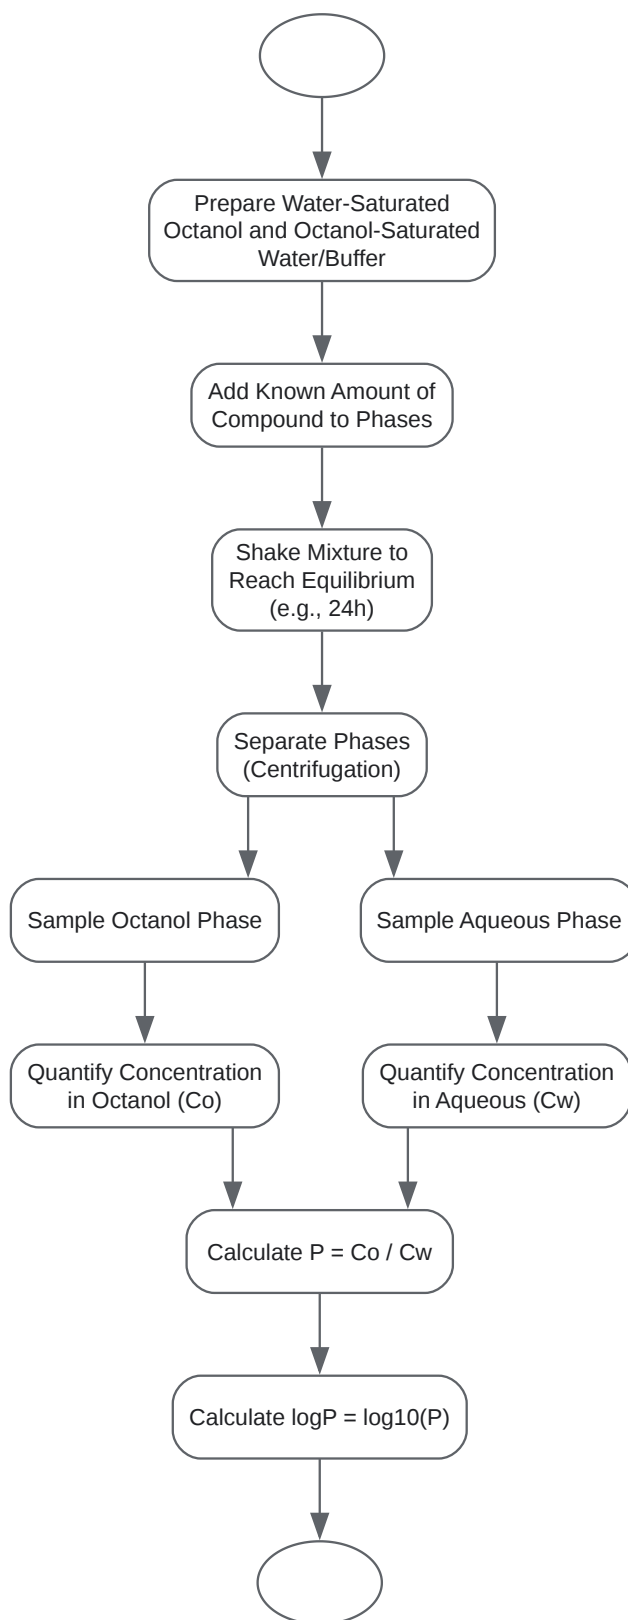 Prepare Water-Saturated
Octanol and Octanol-Saturated
Water/Buffer
Add Known Amount of
Compound to Phases
Shake Mixture to
Reach Equilibrium
(e.g., 24h)
Separate Phases
(Centrifugation)
Sample Octanol Phase
Sample Aqueous Phase
Quantify Concentration
in Octanol (Co)
Quantify Concentration
in Aqueous (Cw)
Calculate P = Co / Cw
Calculate logP = log10(P)